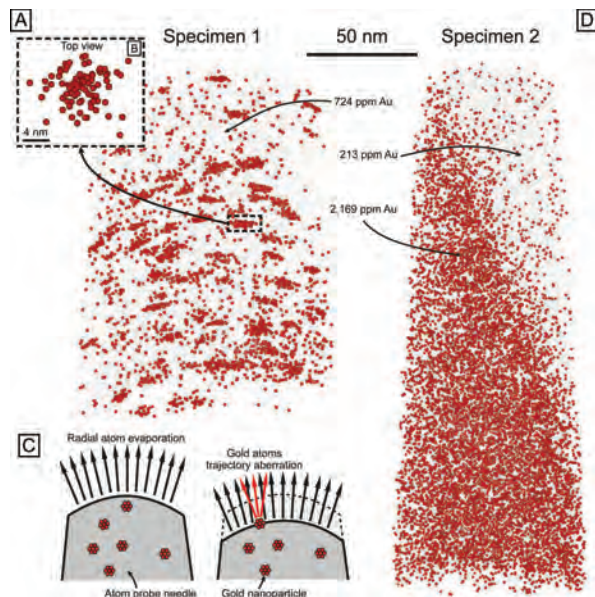 A
Specimen 1
50 nm
Specimen 2
D
Top view
B
4 nm
724 ppm Au
213 ppm Au
2,169 ppm Au
C
Radial atom evaporation
Gold atoms
trajectory aberration
Atom probe needle
Gold nanoparticle